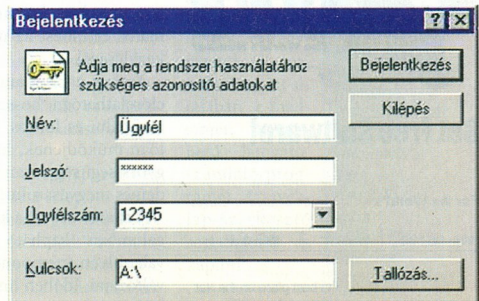 Bejelentkezés
Adja meg a rendszer használatához
szükséges azonosító adatokat
Bejelentkezés
Kilépés
Név: Ügyfél
Jelszó: ××××××
Ügyfélszám: 12345
Kulcsok: A:\
Tallózás...